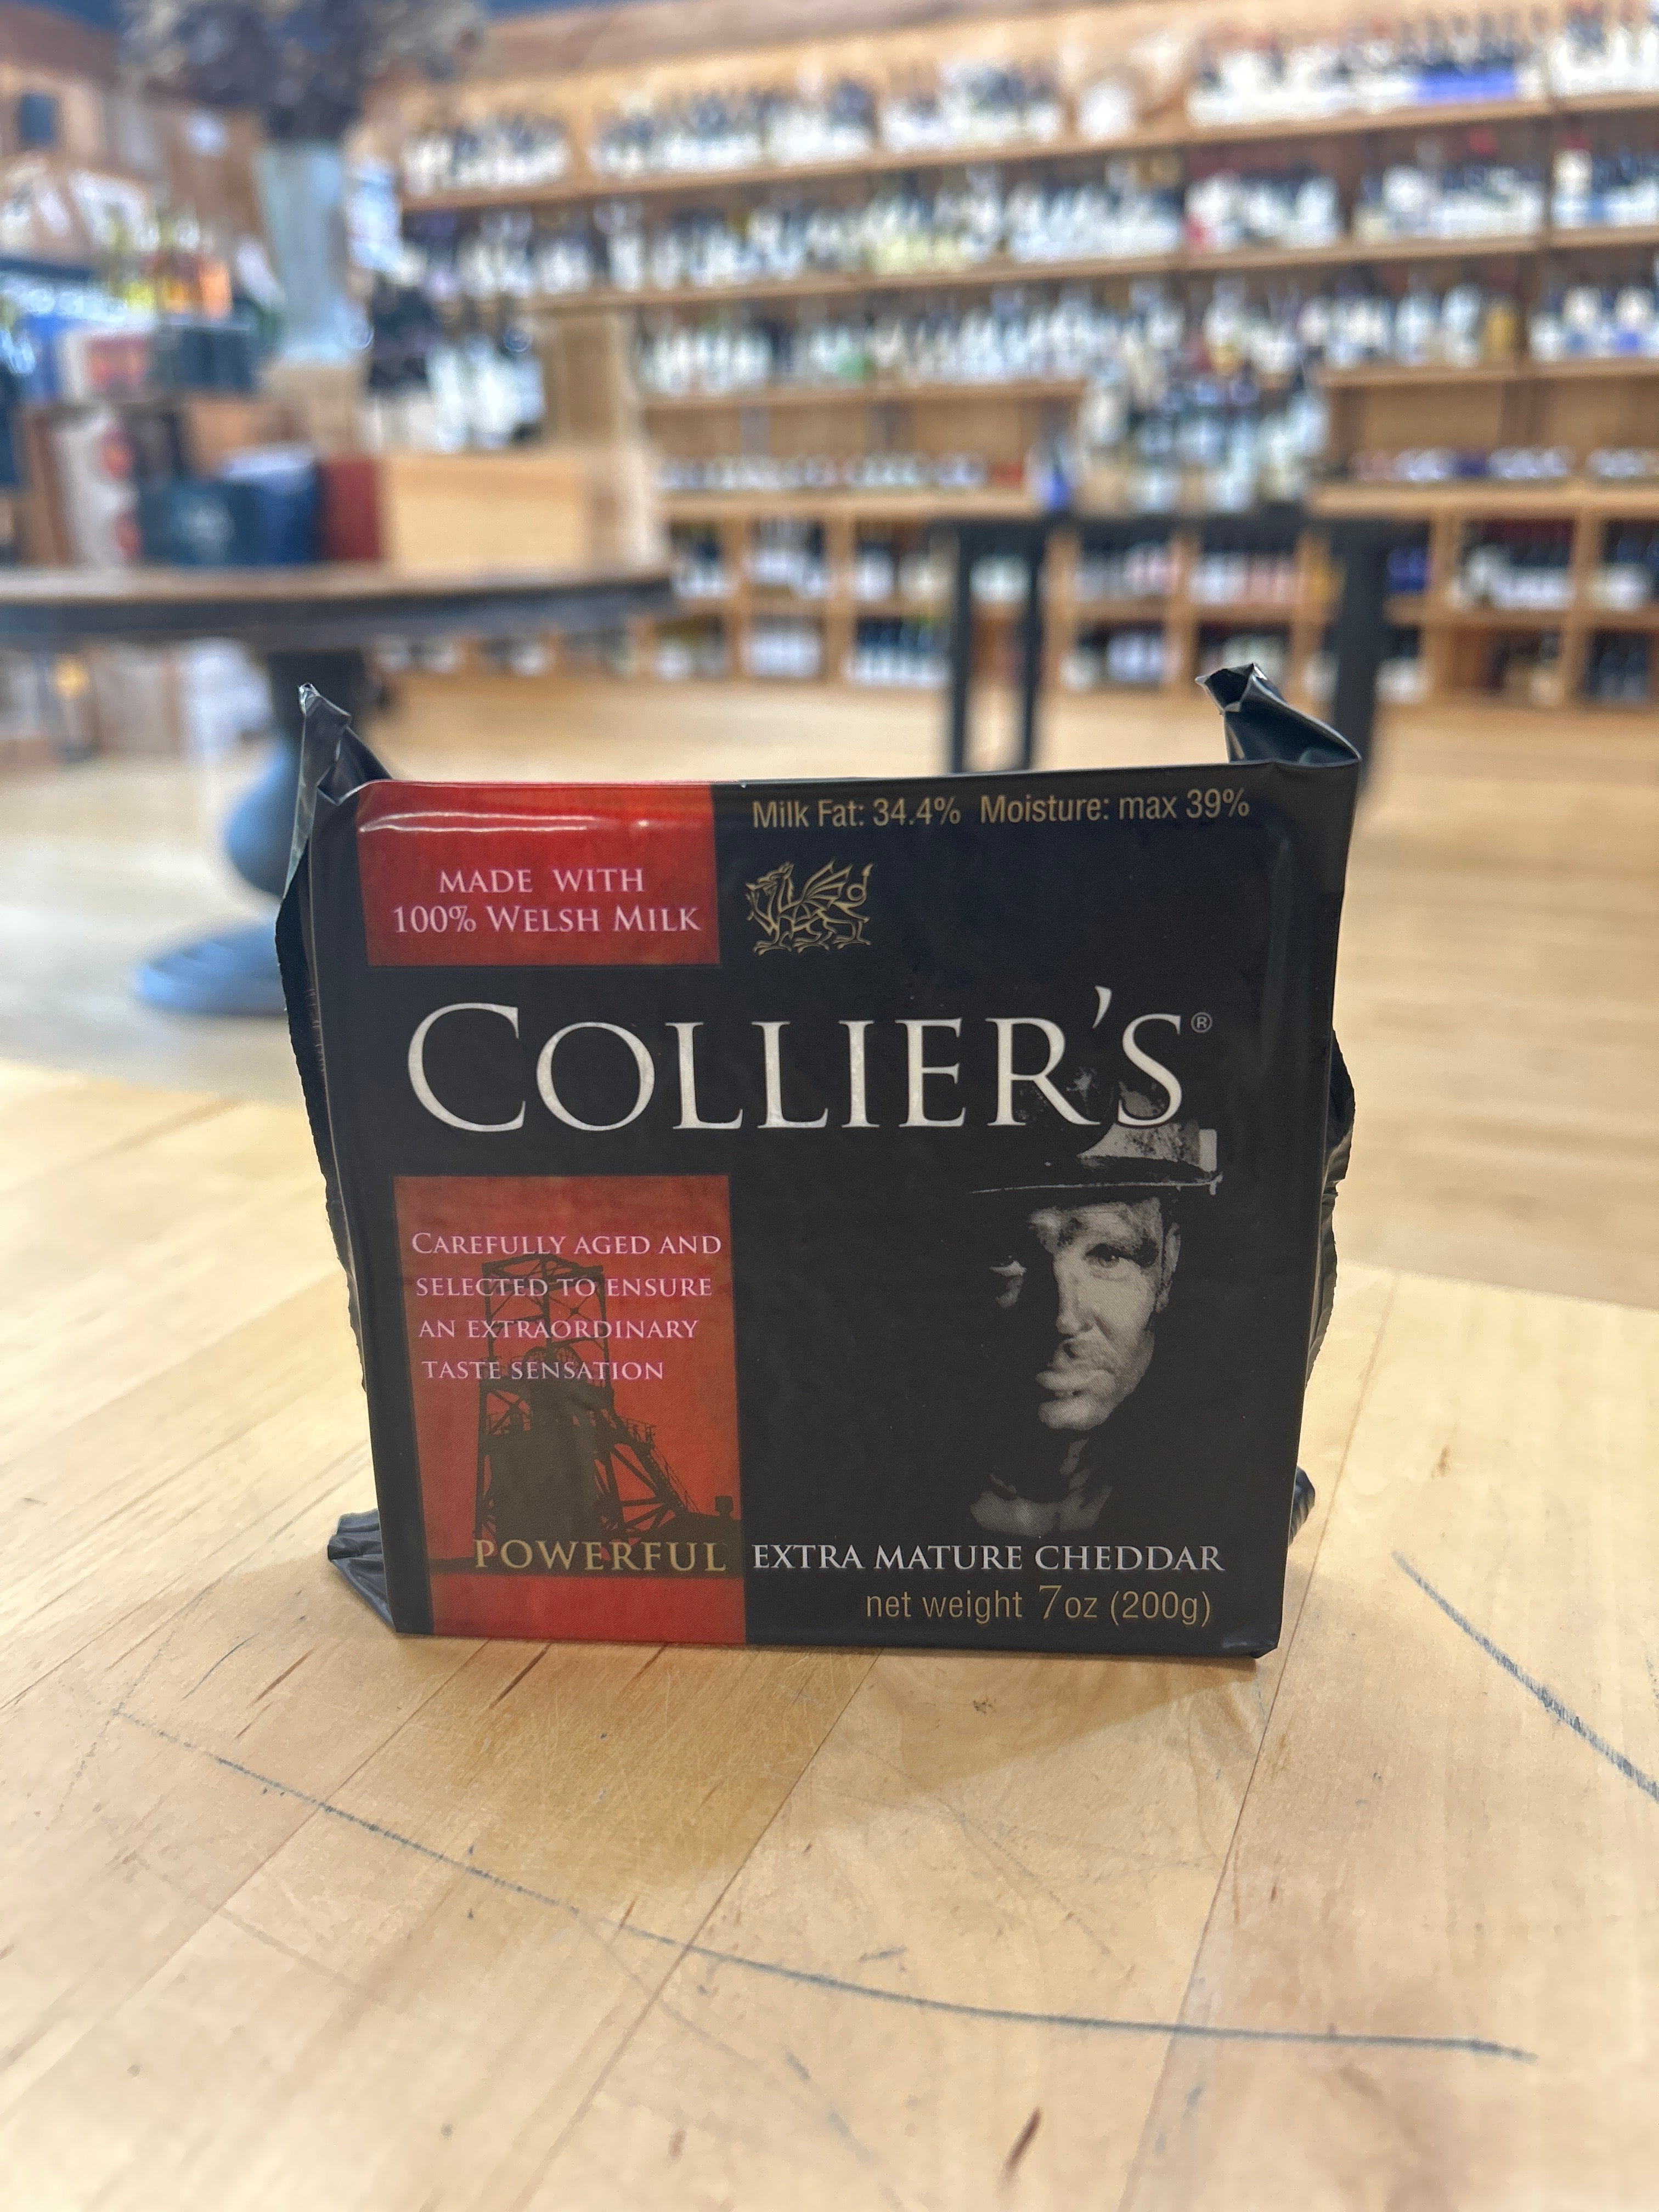 Milk Fat: 34.4% Moisture: max 39%
MADE WITH
100% WELSH MILK
COLLIER'S®
CAREFULLY AGED AND
SELECTED TO ENSURE
AN EXTRAORDINARY
TASTE SENSATION
POWERFUL EXTRA MATURE CHEDDAR
net weight 7oz (200g)